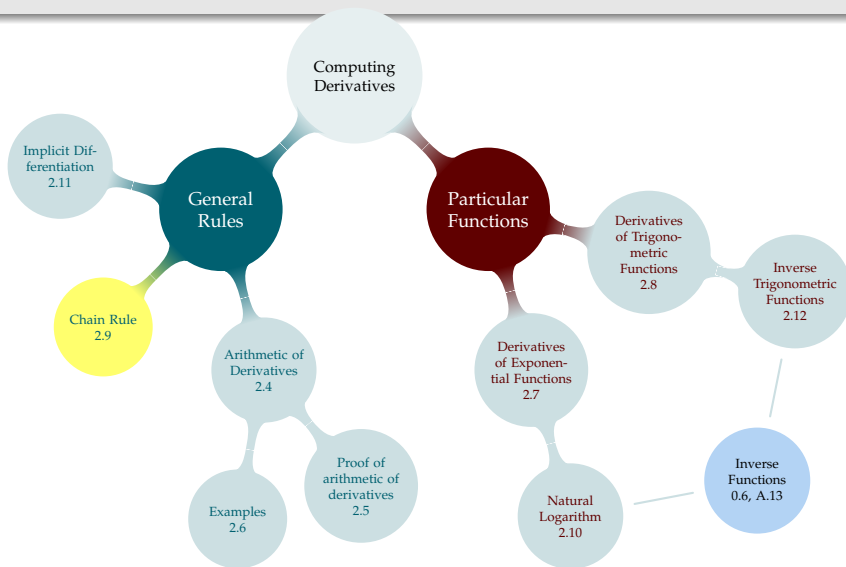 Computing
Derivatives
Implicit Dif-
ferentiation
2.11
General
Rules
Particular
Functions
Derivatives
of Trigono-
metric
Functions
2.8
Inverse
Trigonometric
Functions
2.12
Chain Rule
2.9
Arithmetic of
Derivatives
2.4
Derivatives
of Exponen-
tial Functions
2.7
Proof of
arithmetic of
derivatives
2.5
Examples
2.6
Natural
Logarithm
2.10
Inverse
Functions
0.6, A.13